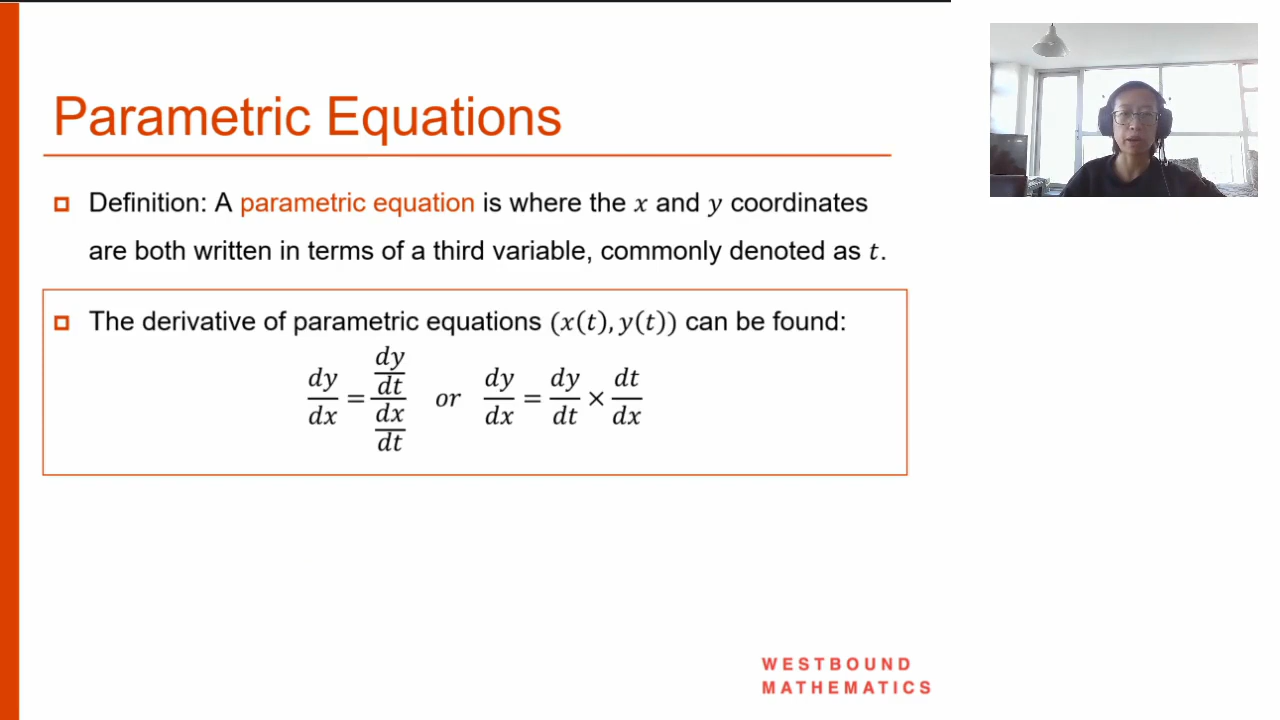 Parametric Equations
Definition: A parametric equation is where the x and y coordinates
are both written in terms of a third variable, commonly denoted as t.
The derivative of parametric equations (x(t), y(t)) can be found:
dy/dx = (dy/dt)/(dx/dt) or dy/dx = dy/dt × dt/dx
WESTBOUND
MATHEMATICS